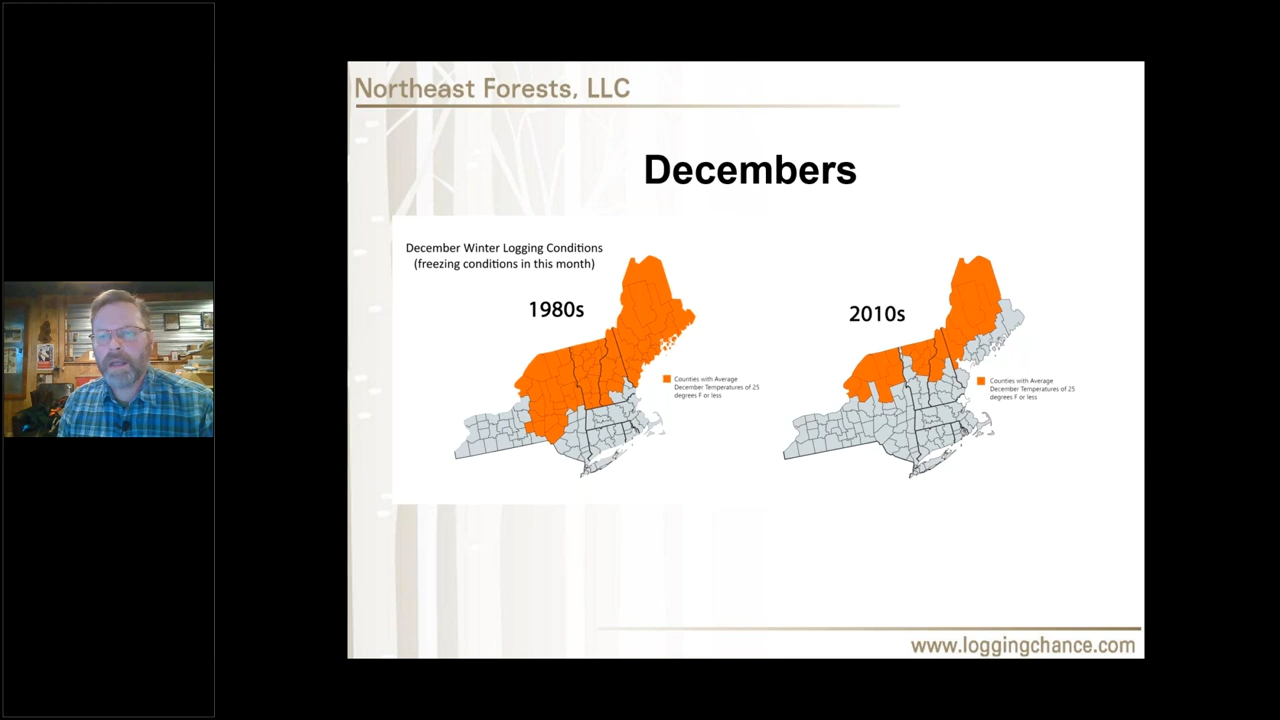 Northeast Forests, LLC
Decembers
December Winter Logging Conditions
(freezing conditions in this month)
1980s
Counties with Average
December Temperatures of 25
degrees F or less
2010s
Counties with Average
December Temperatures of 25
degrees F or less
www.loggingchance.com